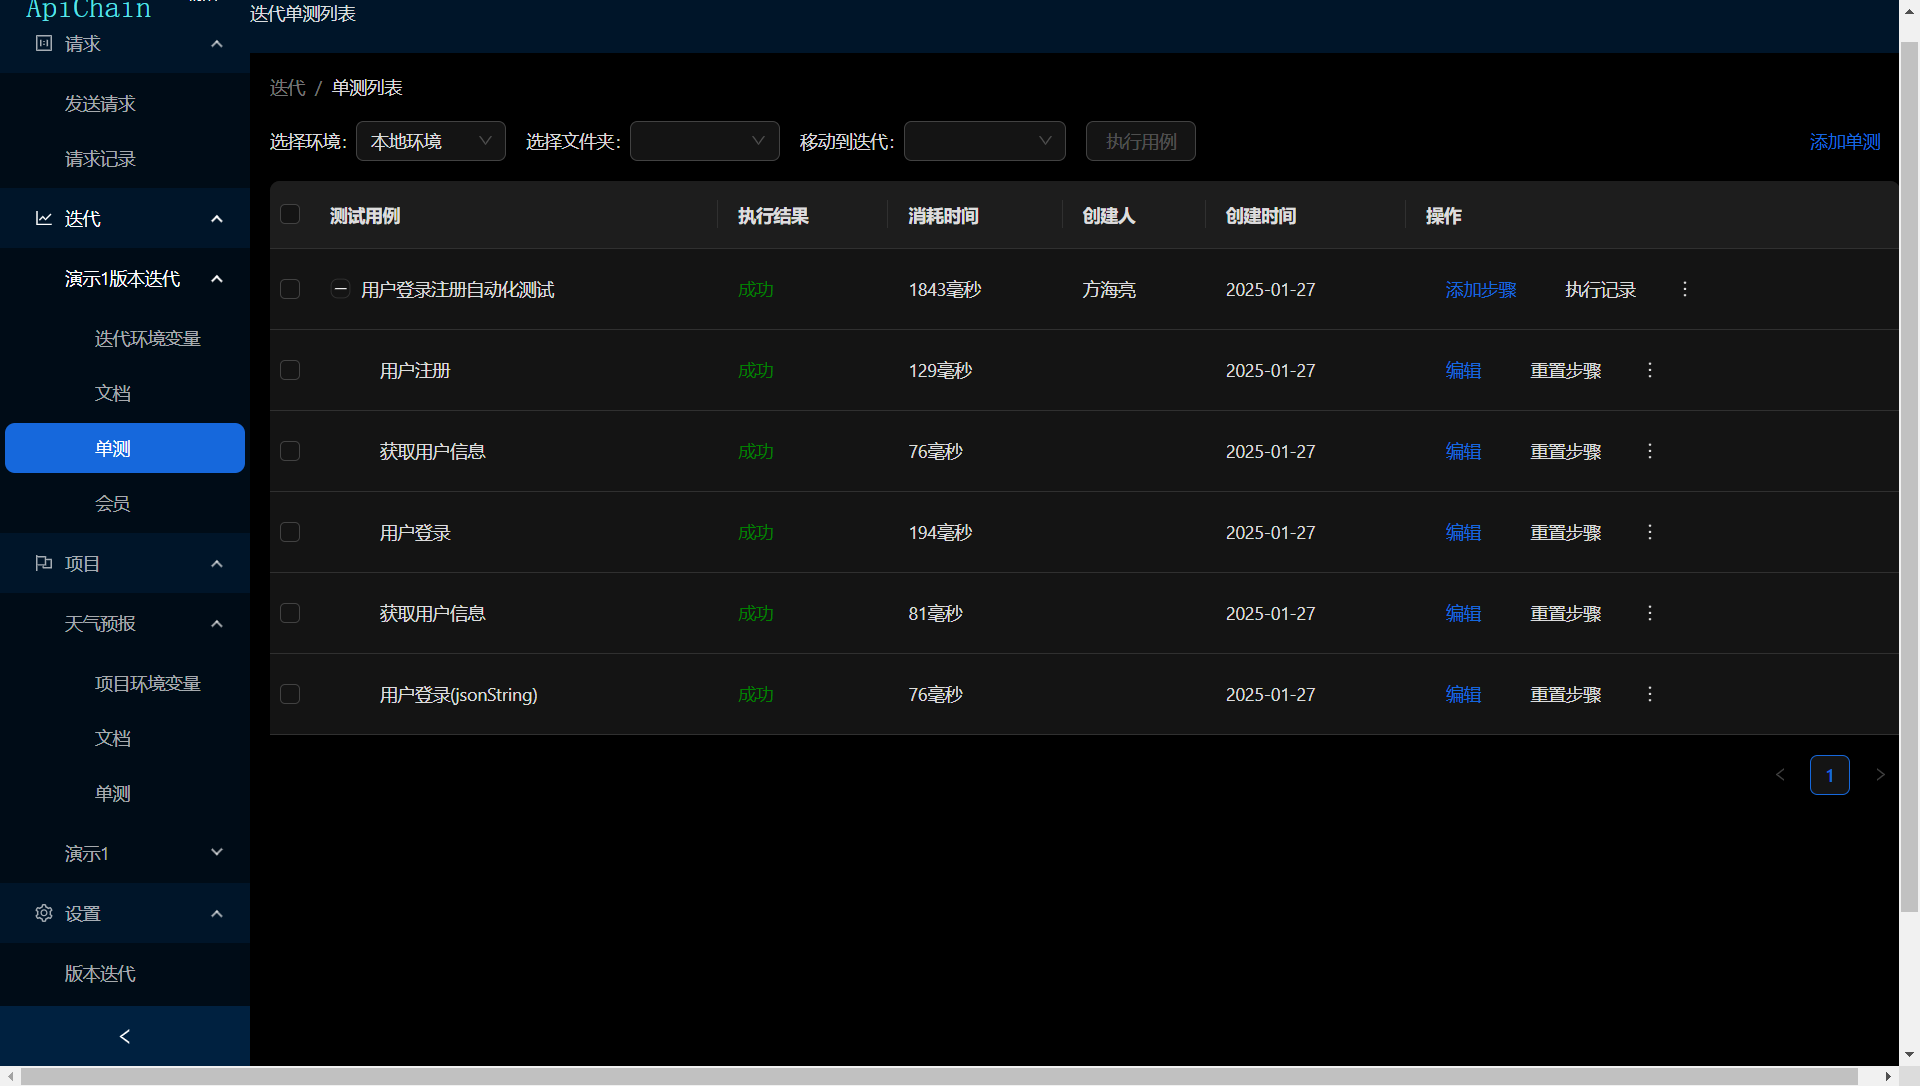 ApiChain
请求
发送请求
请求记录
迭代
演示1版本迭代
迭代环境变量
文档
单测
会员
项目
天气预报
项目环境变量
文档
单测
演示1
设置
版本迭代
迭代单测列表
迭代 / 单测列表
选择环境: 本地环境 选择文件夹: 移动到迭代: 执行用例 添加单测
测试用例 执行结果 消耗时间 创建人 创建时间 操作
用户登录注册自动化测试 成功 1843毫秒 方海亮 2025-01-27 添加步骤 执行记录
用户注册 成功 129毫秒 2025-01-27 编辑 重置步骤
获取用户信息 成功 76毫秒 2025-01-27 编辑 重置步骤
用户登录 成功 194毫秒 2025-01-27 编辑 重置步骤
获取用户信息 成功 81毫秒 2025-01-27 编辑 重置步骤
用户登录(jsonString) 成功 76毫秒 2025-01-27 编辑 重置步骤
1